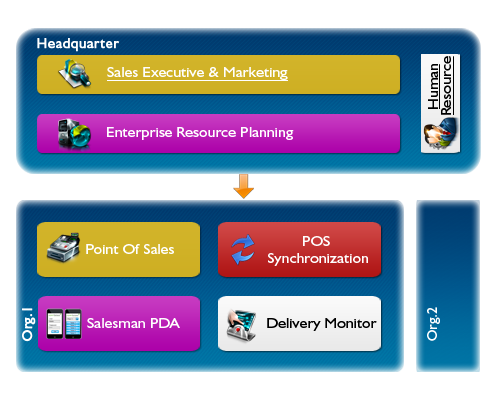 Headquarter
Sales Executive & Marketing
Human
Resource
Enterprise Resource Planning
Point Of Sales
POS
Synchronization
Org.1
Salesman PDA
Delivery Monitor
Org.2